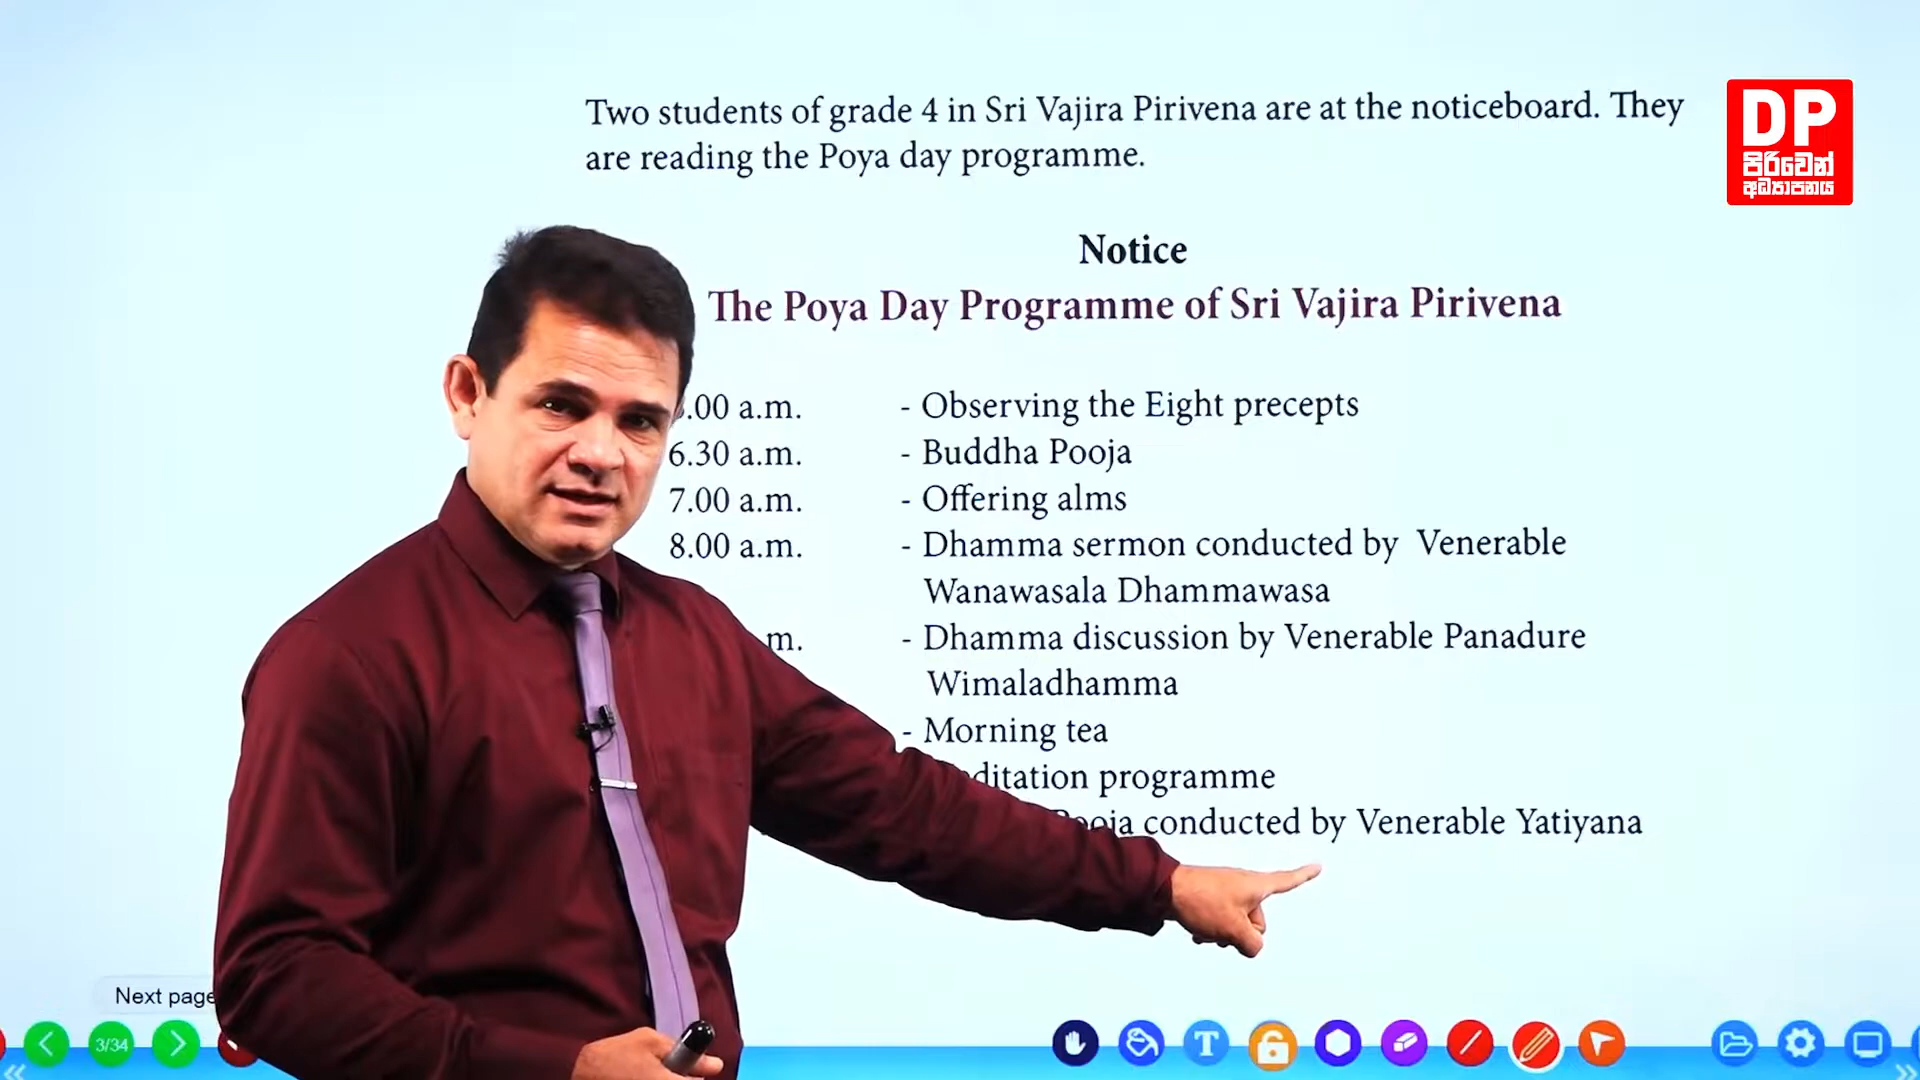 Two students of grade 4 in Sri Vajira Pirivena are at the noticeboard. They
are reading the Poya day programme.
DP
පිරිවෙන්
අධ්‍යාපනය
Notice
The Poya Day Programme of Sri Vajira Pirivena
.00 a.m. - Observing the Eight precepts
6.30 a.m. - Buddha Pooja
7.00 a.m. - Offering alms
8.00 a.m. - Dhamma sermon conducted by Venerable
Wanawasala Dhammawasa
m. - Dhamma discussion by Venerable Panadure
Wimaladhamma
- Morning tea
ditation programme
Pooja conducted by Venerable Yatiyana
Next page
3/34
T